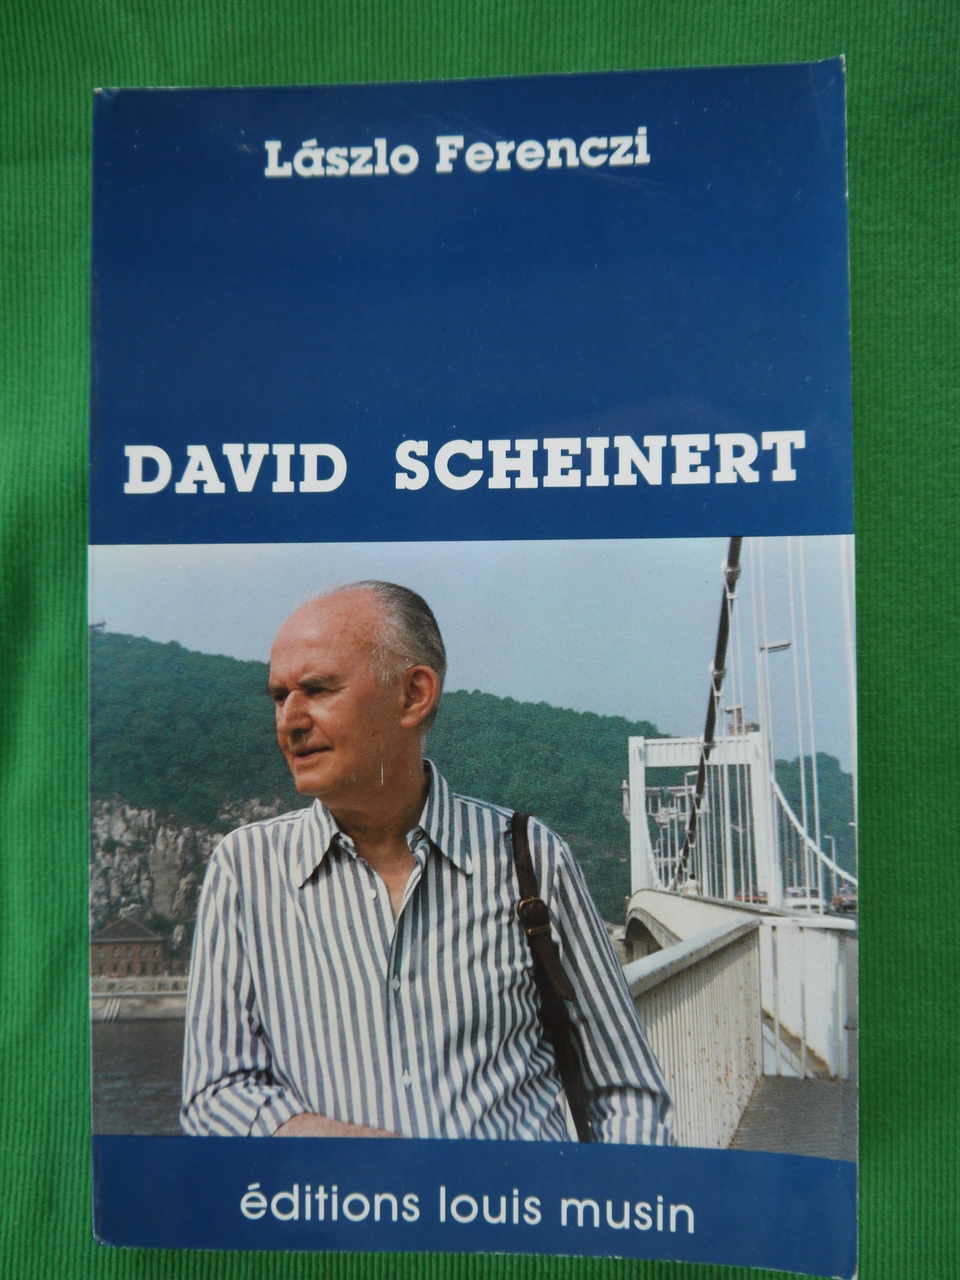 Lászlo Ferenczi
DAVID SCHEINERT
éditions louis musin